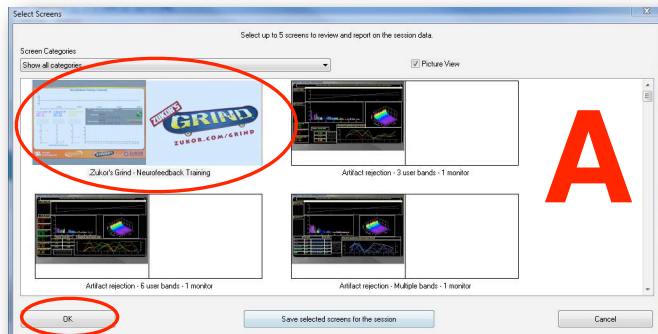 Select Screens
Select up to 5 screens to review and report on the session data.
Screen Categories
Show all categories
Picture View
ZUKOR'S
GRIND
ZUKOR.COM/GRIND
.Zukor's Grind - Neurofeedback Training
Artifact rejection - 3 user bands - 1 monitor
A
Artifact rejection - 6 user bands - 1 monitor
Artifact rejection - Multiple bands - 1 monitor
OK
Save selected screens for the session
Cancel